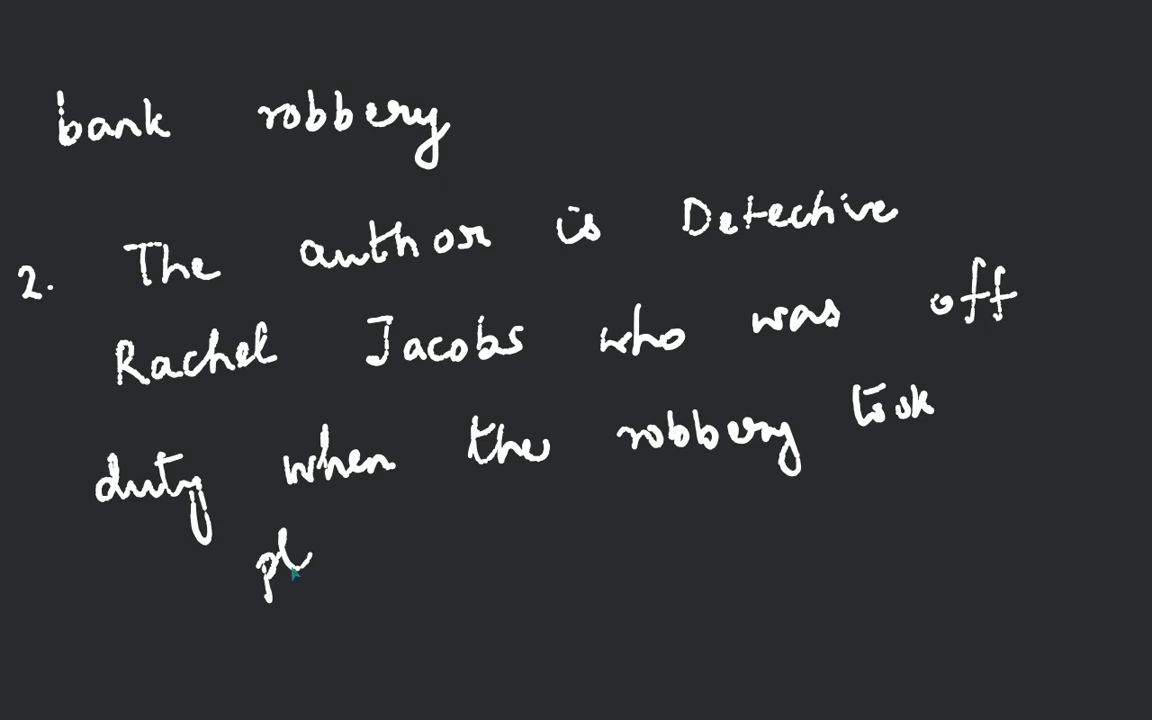 bank robbery
2. The author is Detective
Rachel Jacobs who was off
duty when the robbery took
pl